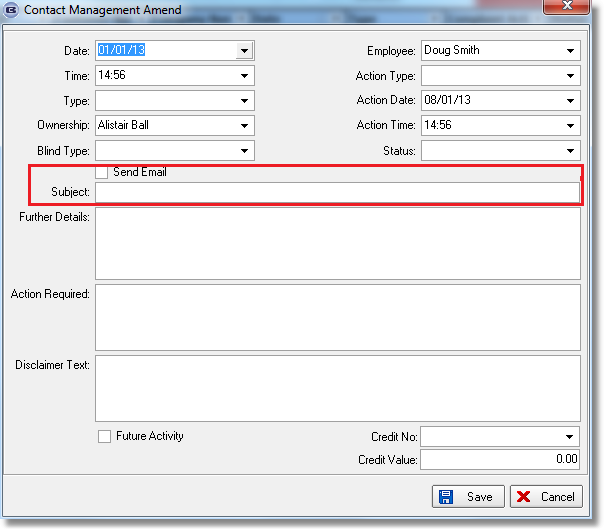 Contact Management Amend
Date: 01/01/13 Employee: Doug Smith
Time: 14:56 Action Type:
Type: Action Date: 08/01/13
Ownership: Alistair Ball Action Time: 14:56
Blind Type: Status:
Send Email
Subject:
Further Details:
Action Required:
Disclaimer Text:
Future Activity Credit No:
Credit Value: 0.00
Save Cancel